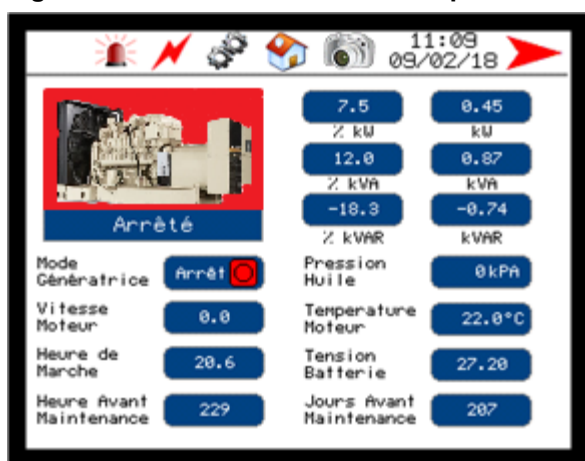 11:09
09/02/18
7.5
0.45
% kW
kW
12.0
0.87
% kVA
kVA
-18.3
-0.74
% kVAR
kVAR
Arrêté
Mode
Génératrice
Arrêt
Pression
Huile
0kPA
Vitesse
Moteur
0.0
Temperature
Moteur
22.0°C
Heure de
Marche
20.6
Tension
Batterie
27.20
Heure Avant
Maintenance
229
Jours Avant
Maintenance
207